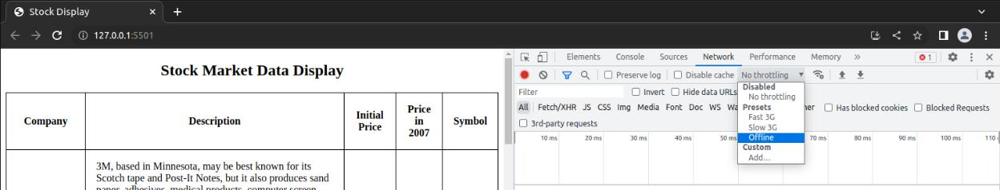 Stock Display
127.0.0.1:5501
Stock Market Data Display
Company Description Initial Price Price in 2007 Symbol
3M, based in Minnesota, may be best known for its
Scotch tape and Post-It Notes, but it also produces sand
paper, adhesives, medical products, computer screen
Elements Console Sources Network Performance Memory » 1
Preserve log Disable cache No throttling
Filter Invert Hide data URLs
All Fetch/XHR JS CSS Img Media Font Doc WS Has blocked cookies Blocked Requests
3rd-party requests
Disabled
No throttling
Presets
Fast 3G
Slow 3G
Offline
Custom
Add...
10 ms 20 ms 30 ms 40 ms 50 ms 70 ms 80 ms 90 ms 100 ms 110